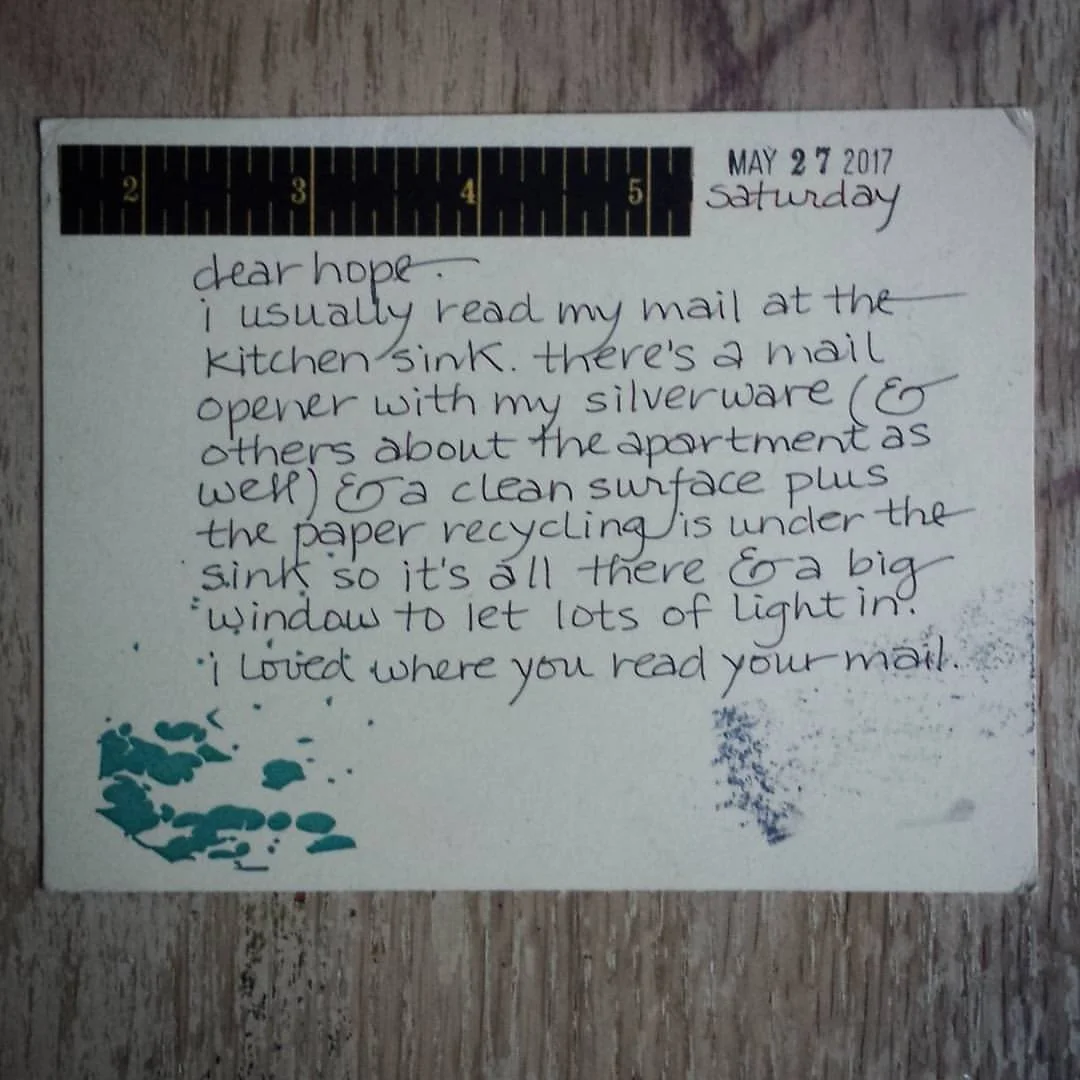 2 3 4 5
MAY 27 2017
saturday
dear hope.
i usually read my mail at the
kitchen sink. there's a mail
opener with my silverware (&
others about the apartment as
well) & a clean surface plus
the paper recycling is under the
sink so it's all there & a big
window to let lots of light in.
i loved where you read your mail.